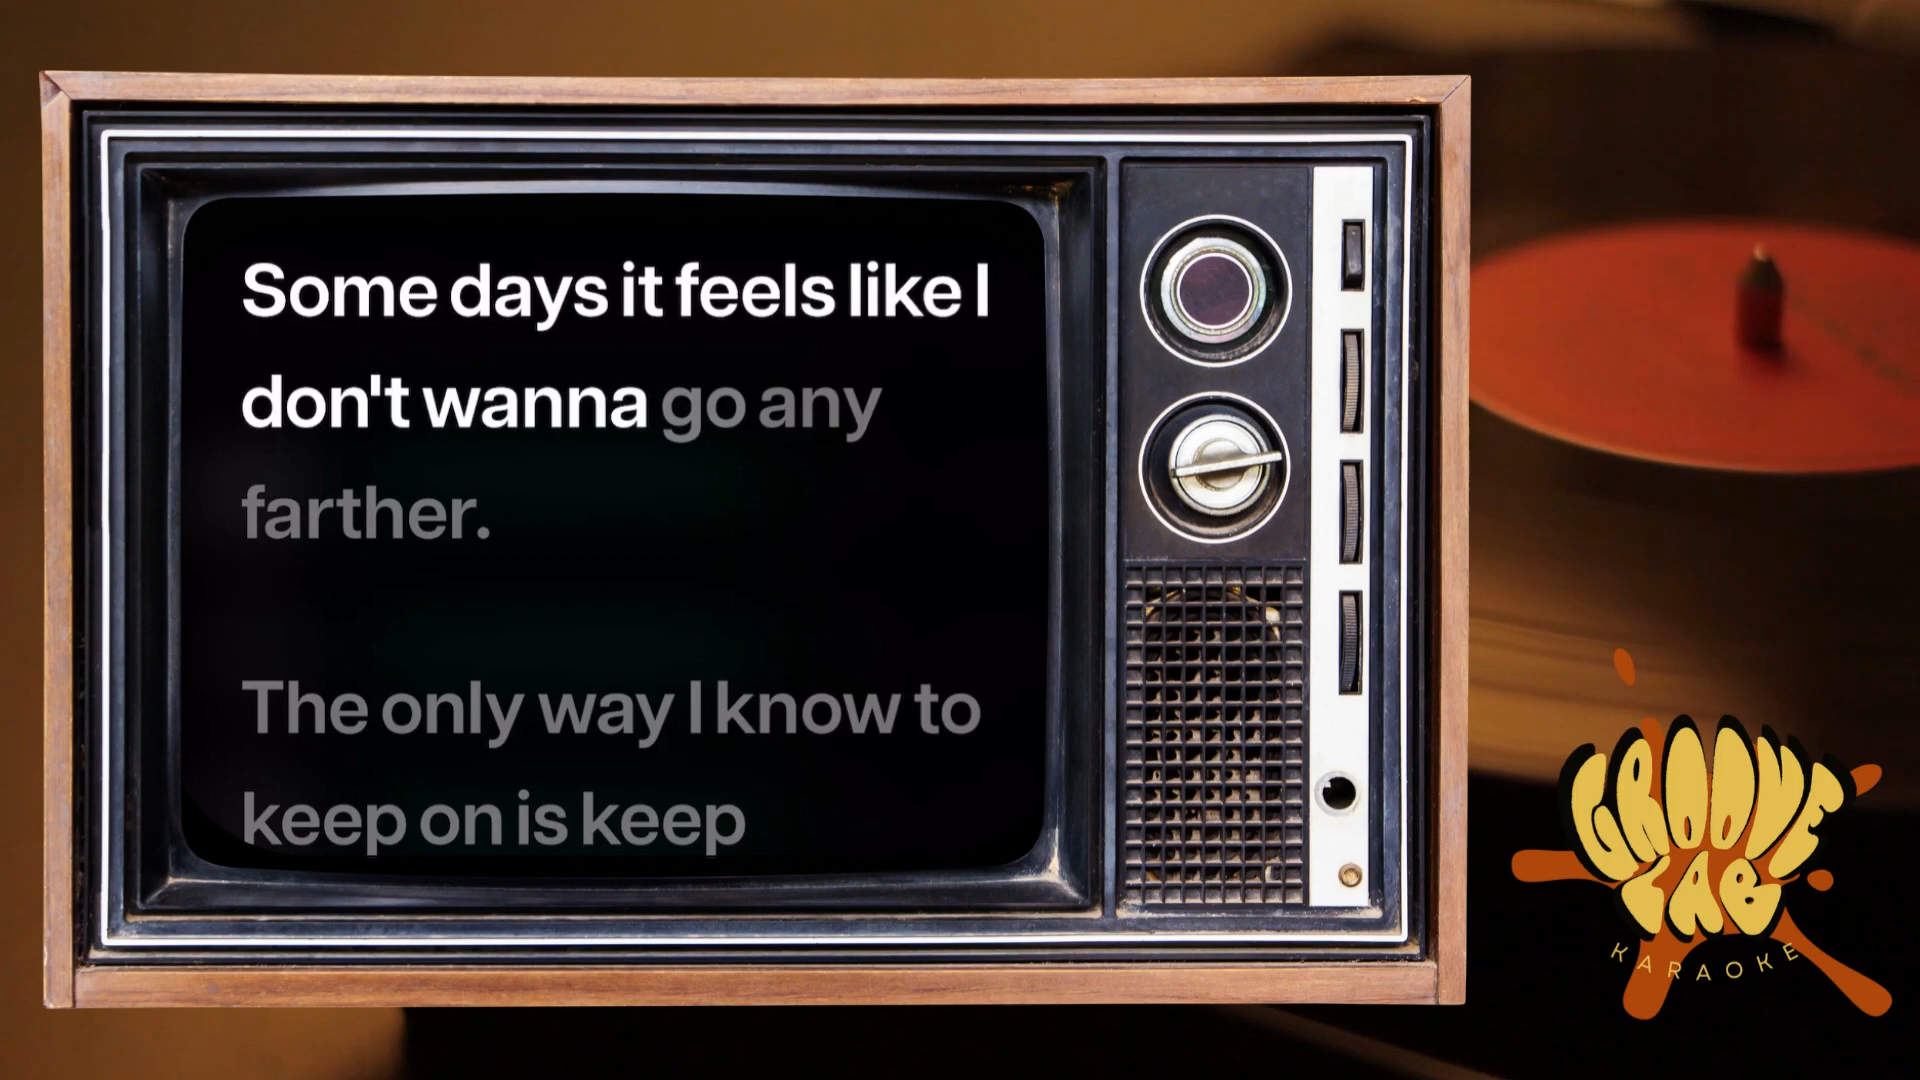 Some days it feels like I
don't wanna go any
farther.
The only way I know to
keep on is keep
GROOVE
LAB
KARAOKE